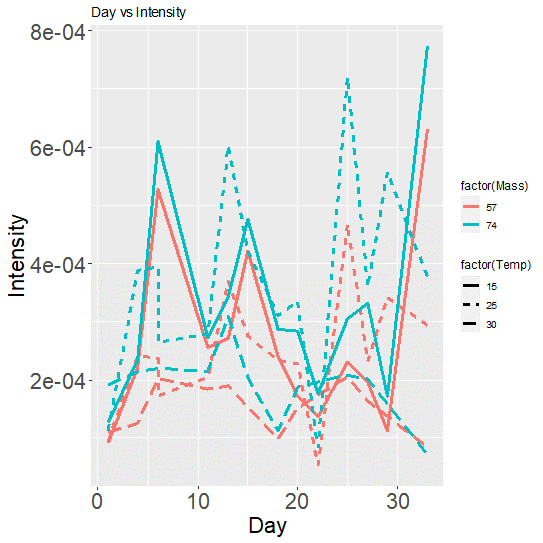 Day vs Intensity
8e-04
6e-04
4e-04
2e-04
Intensity
0
10
20
30
Day
factor(Mass)
57
74
factor(Temp)
15
25
30